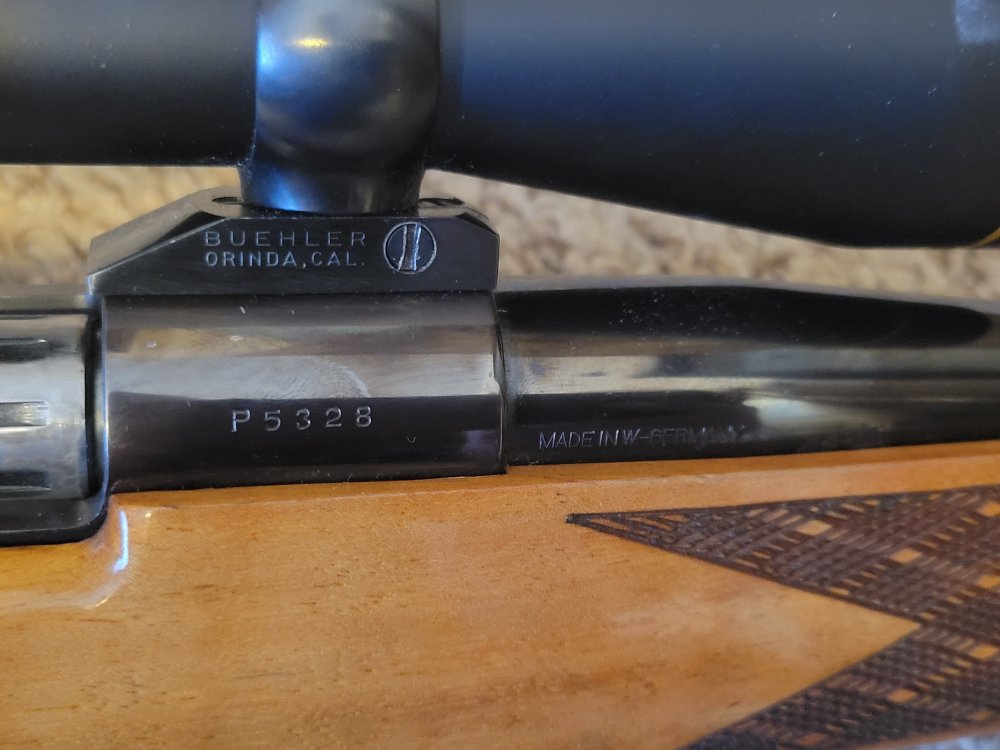 BUEHLER
ORINDA, CAL.
P5328
MADE IN W-GERMANY